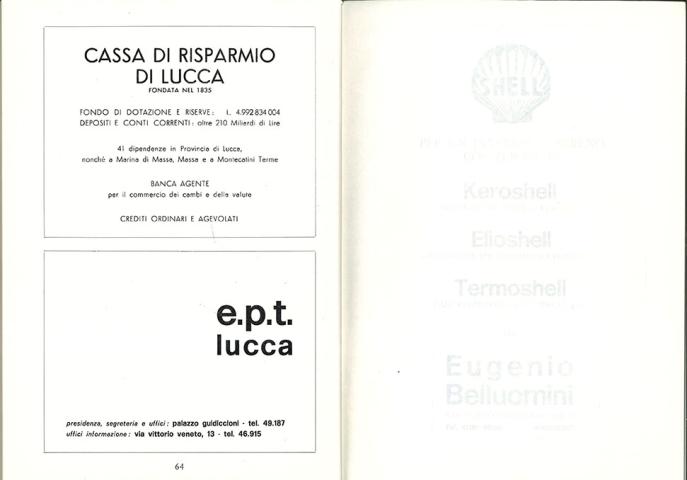 CASSA DI RISPARMIO
DI LUCCA
FONDATA NEL 1835
FONDO DI DOTAZIONE E RISERVE: L. 4.992.834.004
DEPOSITI E CONTI CORRENTI: oltre 210 Miliardi di Lire
41 dipendenze in Provincia di Lucca,
nonché a Marina di Massa, Massa e a Montecatini Terme
BANCA AGENTE
per il commercio dei cambi e delle valute
CREDITI ORDINARI E AGEVOLATI
e.p.t.
lucca
presidenza, segreteria e uffici: palazzo guidiccioni - tel. 49.187
uffici informazione: via vittorio veneto, 13 - tel. 46.915
64
SHELL
Keroshell
Elioshell
Termoshell
Eugenio
Belluomini